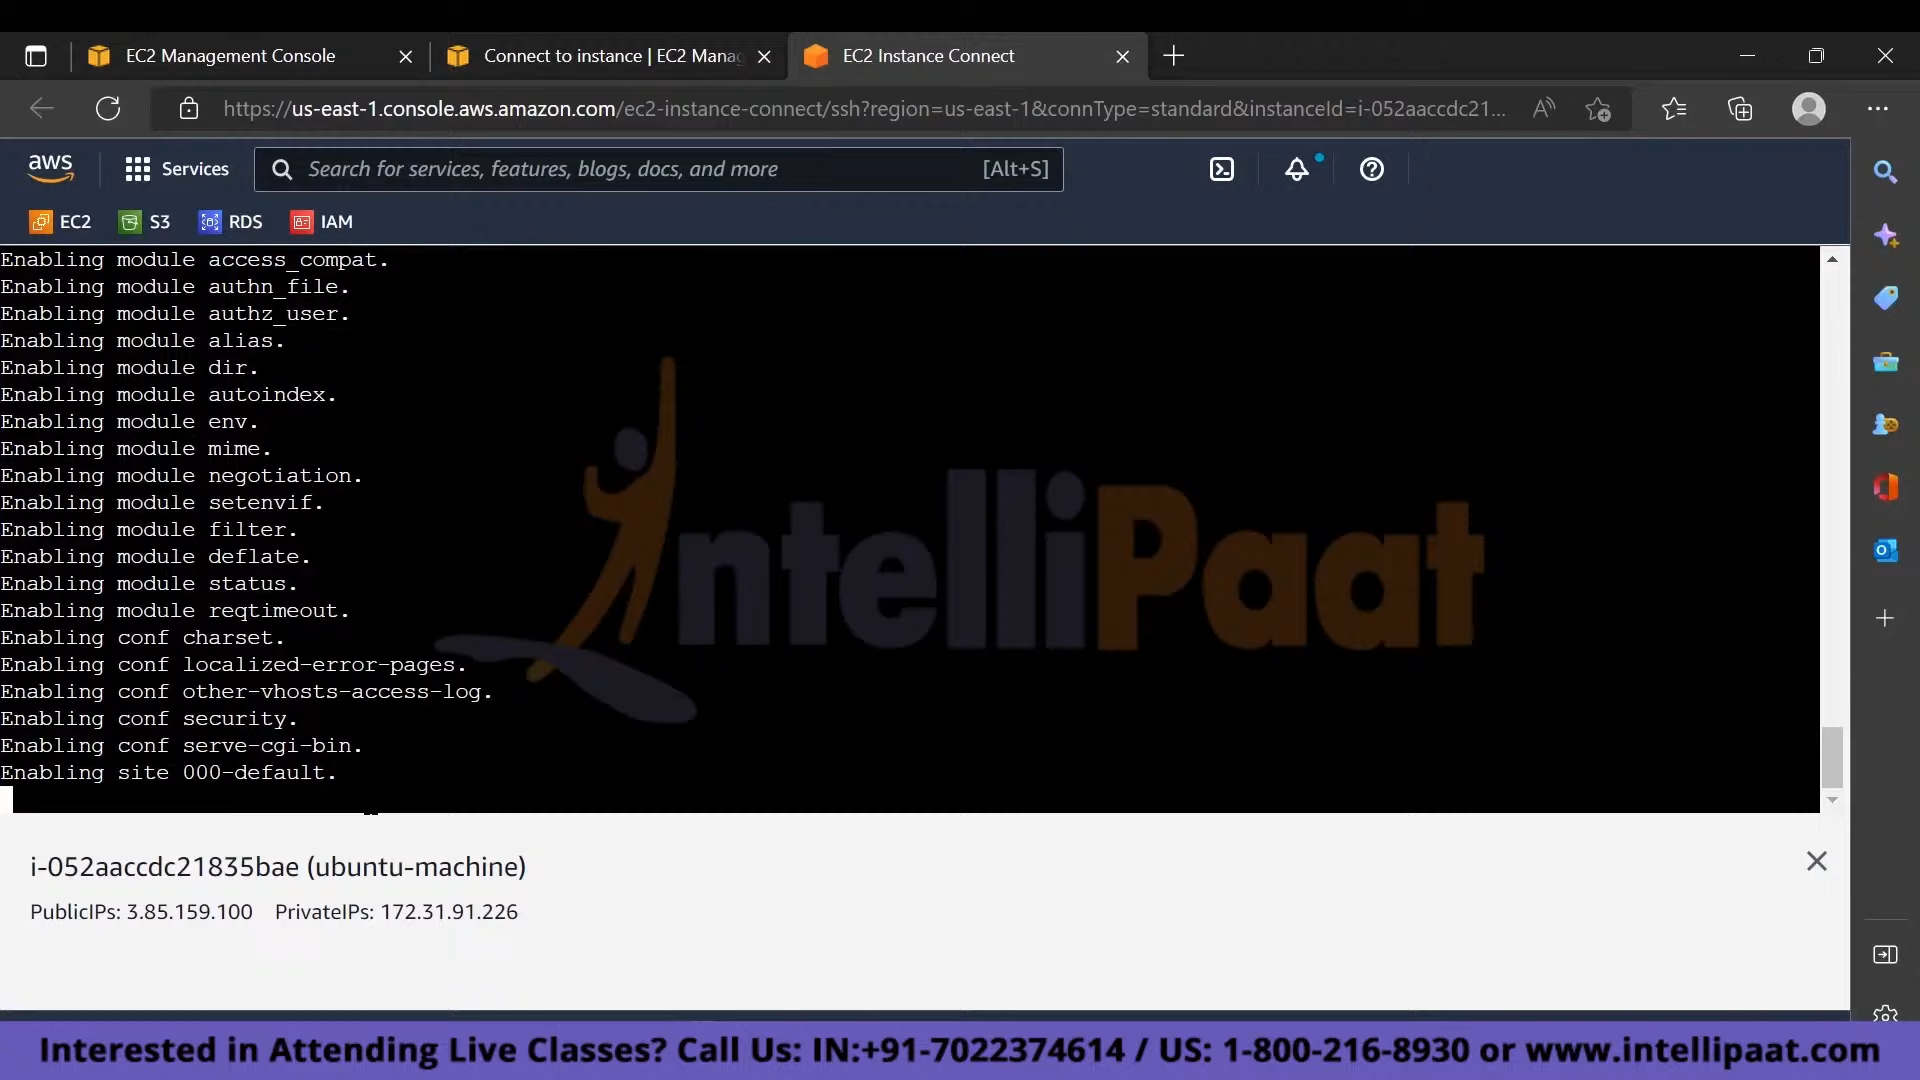 EC2 Management Console
Connect to instance | EC2 Manag
EC2 Instance Connect
https://us-east-1.console.aws.amazon.com/ec2-instance-connect/ssh?region=us-east-1&connType=standard&instanceId=i-052aaccdc21...
aws
Services
Search for services, features, blogs, docs, and more
[Alt+S]
EC2
S3
RDS
IAM
Enabling module access_compat.
Enabling module authn_file.
Enabling module authz_user.
Enabling module alias.
Enabling module dir.
Enabling module autoindex.
Enabling module env.
Enabling module mime.
Enabling module negotiation.
Enabling module setenvif.
Enabling module filter.
Enabling module deflate.
Enabling module status.
Enabling module reqtimeout.
Enabling conf charset.
Enabling conf localized-error-pages.
Enabling conf other-vhosts-access-log.
Enabling conf security.
Enabling conf serve-cgi-bin.
Enabling site 000-default.
IntelliPaat
i-052aaccdc21835bae (ubuntu-machine)
PublicIPs: 3.85.159.100 PrivateIPs: 172.31.91.226
Interested in Attending Live Classes? Call Us: IN:+91-7022374614 / US: 1-800-216-8930 or www.intellipaat.com